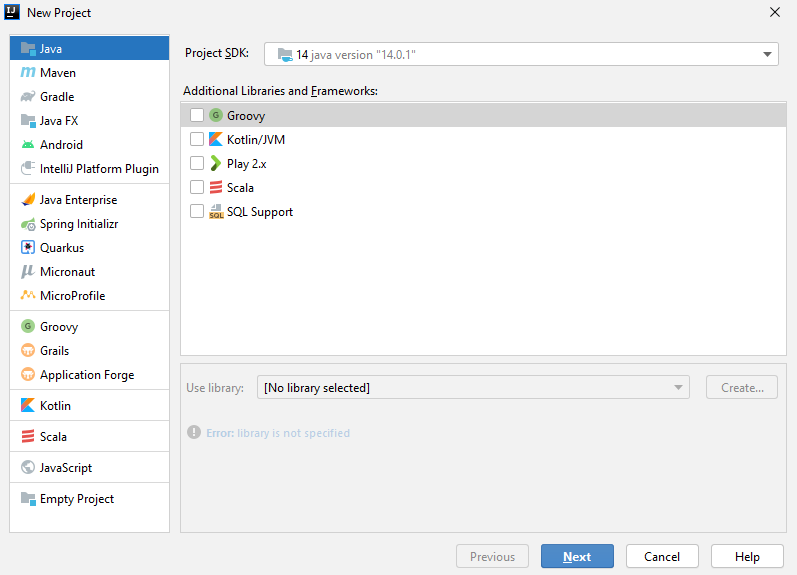 New Project
Java
Maven
Gradle
Java FX
Android
IntelliJ Platform Plugin
Java Enterprise
Spring Initializr
Quarkus
Micronaut
MicroProfile
Groovy
Grails
Application Forge
Kotlin
Scala
JavaScript
Empty Project
Project SDK: 14 java version "14.0.1"
Additional Libraries and Frameworks:
Groovy
Kotlin/JVM
Play 2.x
Scala
SQL Support
Use library: [No library selected] Create...
Error: library is not specified
Previous Next Cancel Help